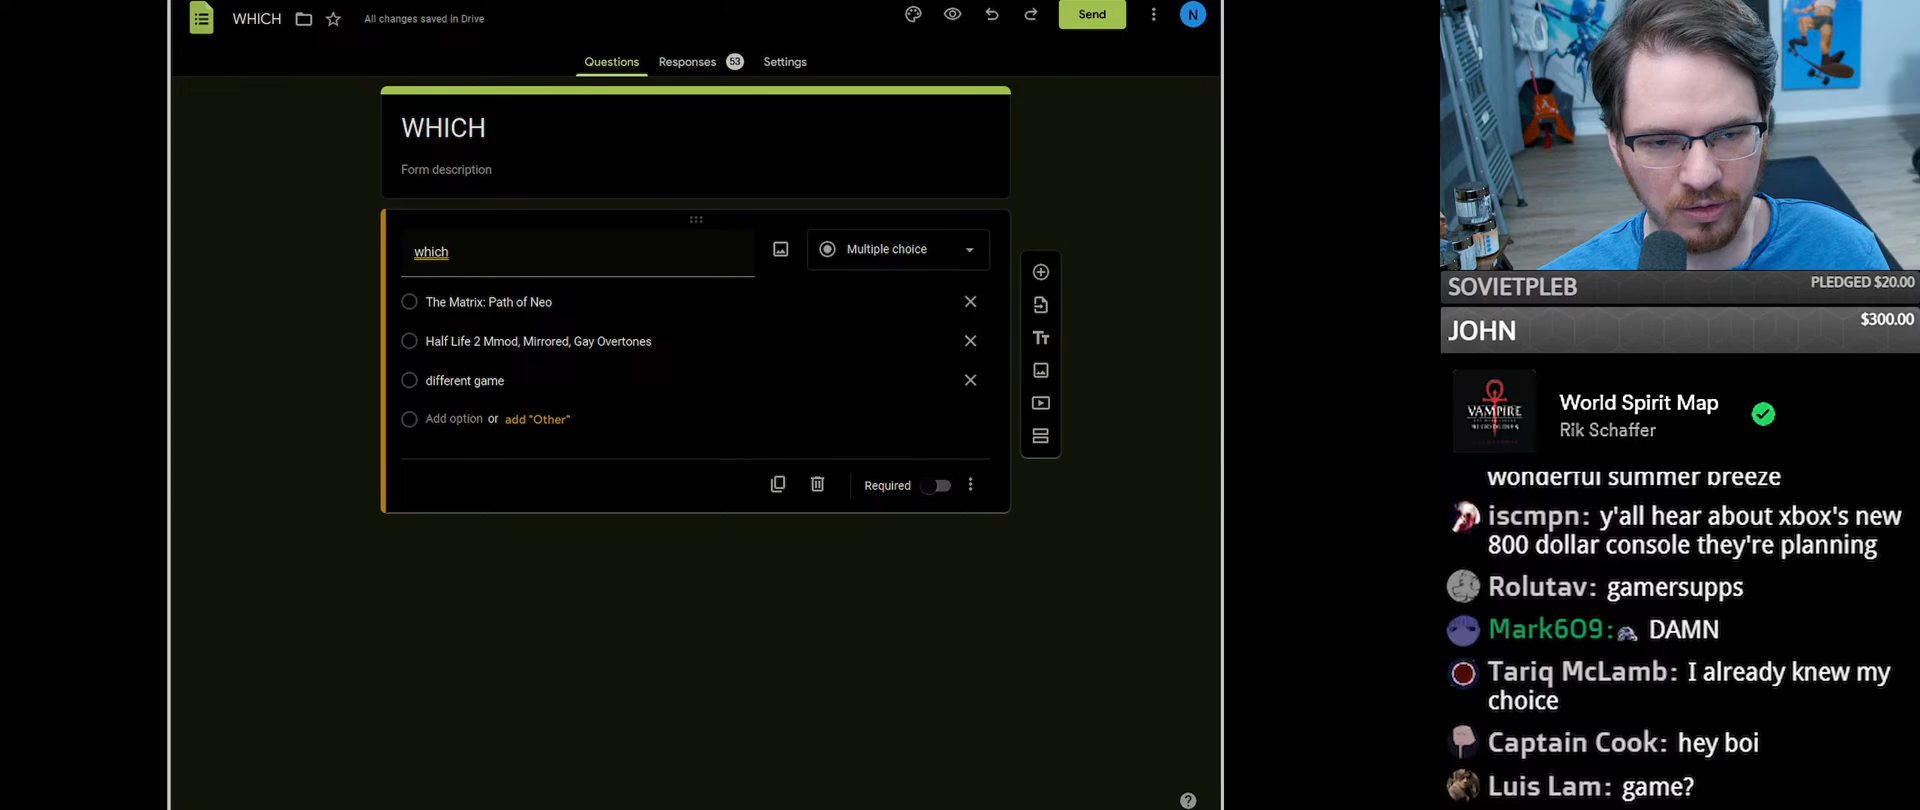 WHICH
All changes saved in Drive
Send
N
Questions
Responses 53
Settings
WHICH
Form description
which
Multiple choice
The Matrix: Path of Neo
Half Life 2 Mmod, Mirrored, Gay Overtones
different game
Add option or add "Other"
Required
SOVIETPLEB
PLEDGED $20.00
JOHN
$300.00
VAMPIRE
BLOODLINES
World Spirit Map
Rik Schaffer
wonderful summer breeze
iscmpn: y'all hear about xbox's new
800 dollar console they're planning
Rolutav: gamersupps
Mark609: DAMN
Tariq McLamb: I already knew my
choice
Captain Cook: hey boi
Luis Lam: game?